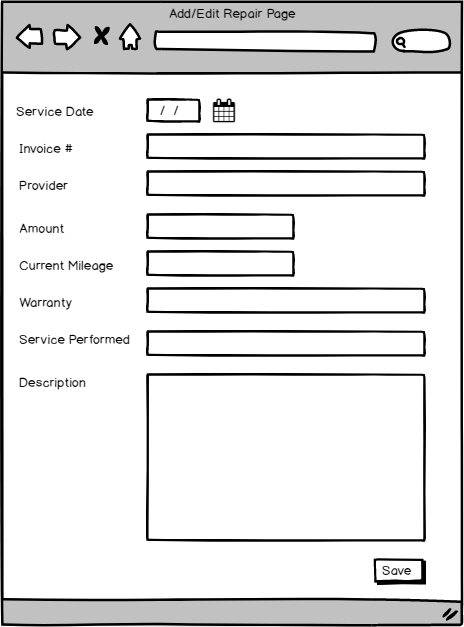 Add/Edit Repair Page
Service Date / /
Invoice #
Provider
Amount
Current Mileage
Warranty
Service Performed
Description
Save